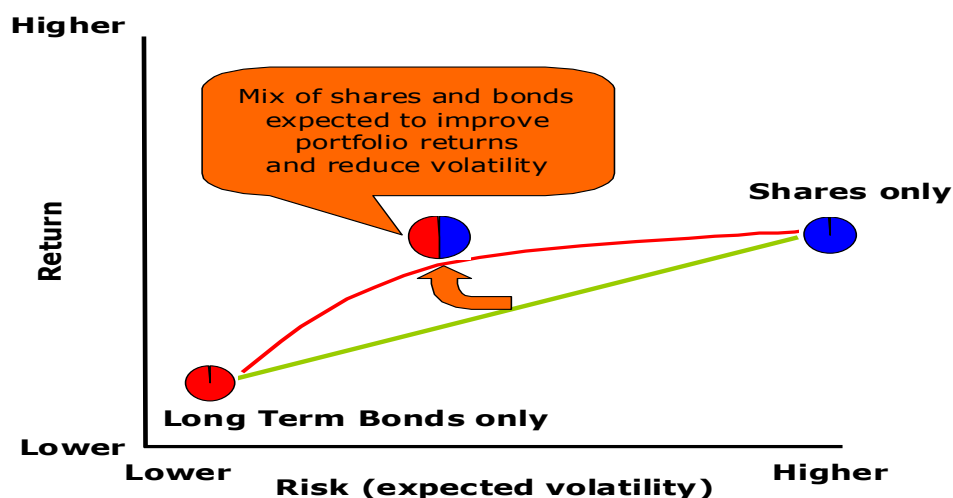 Higher
Mix of shares and bonds
expected to improve
portfolio returns
and reduce volatility
Shares only
Return
Long Term Bonds only
Lower
Lower
Higher
Risk (expected volatility)